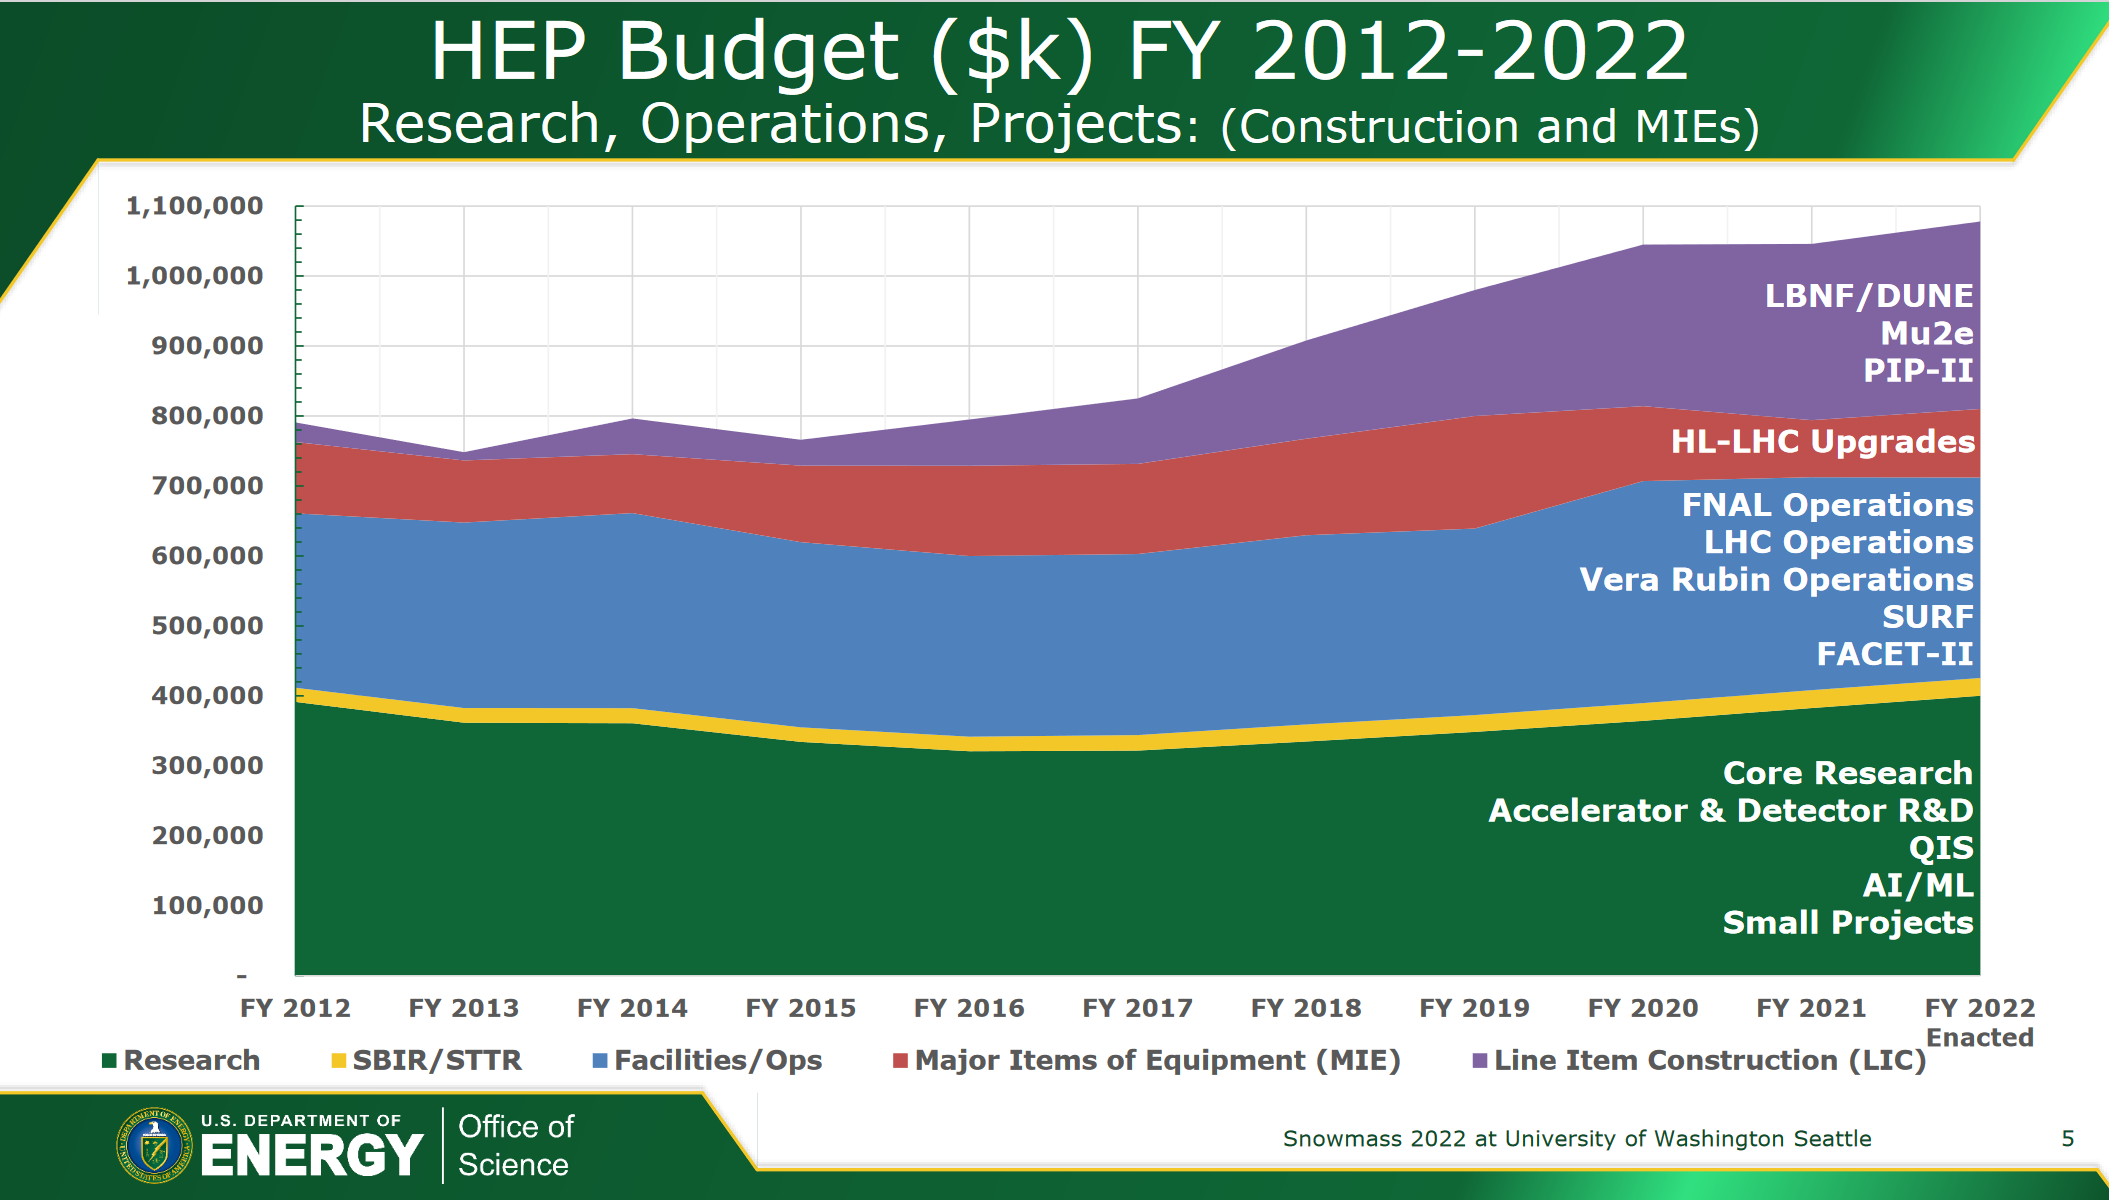 HEP Budget ($k) FY 2012-2022
Research, Operations, Projects: (Construction and MIEs)
1,100,000
1,000,000
900,000
800,000
700,000
600,000
500,000
400,000
300,000
200,000
100,000
-
LBNF/DUNE
Mu2e
PIP-II
HL-LHC Upgrades
FNAL Operations
LHC Operations
Vera Rubin Operations
SURF
FACET-II
Core Research
Accelerator & Detector R&D
QIS
AI/ML
Small Projects
FY 2012 FY 2013 FY 2014 FY 2015 FY 2016 FY 2017 FY 2018 FY 2019 FY 2020 FY 2021 FY 2022
Enacted
Research SBIR/STTR Facilities/Ops Major Items of Equipment (MIE) Line Item Construction (LIC)
U.S. DEPARTMENT OF
ENERGY
Office of
Science
Snowmass 2022 at University of Washington Seattle
5